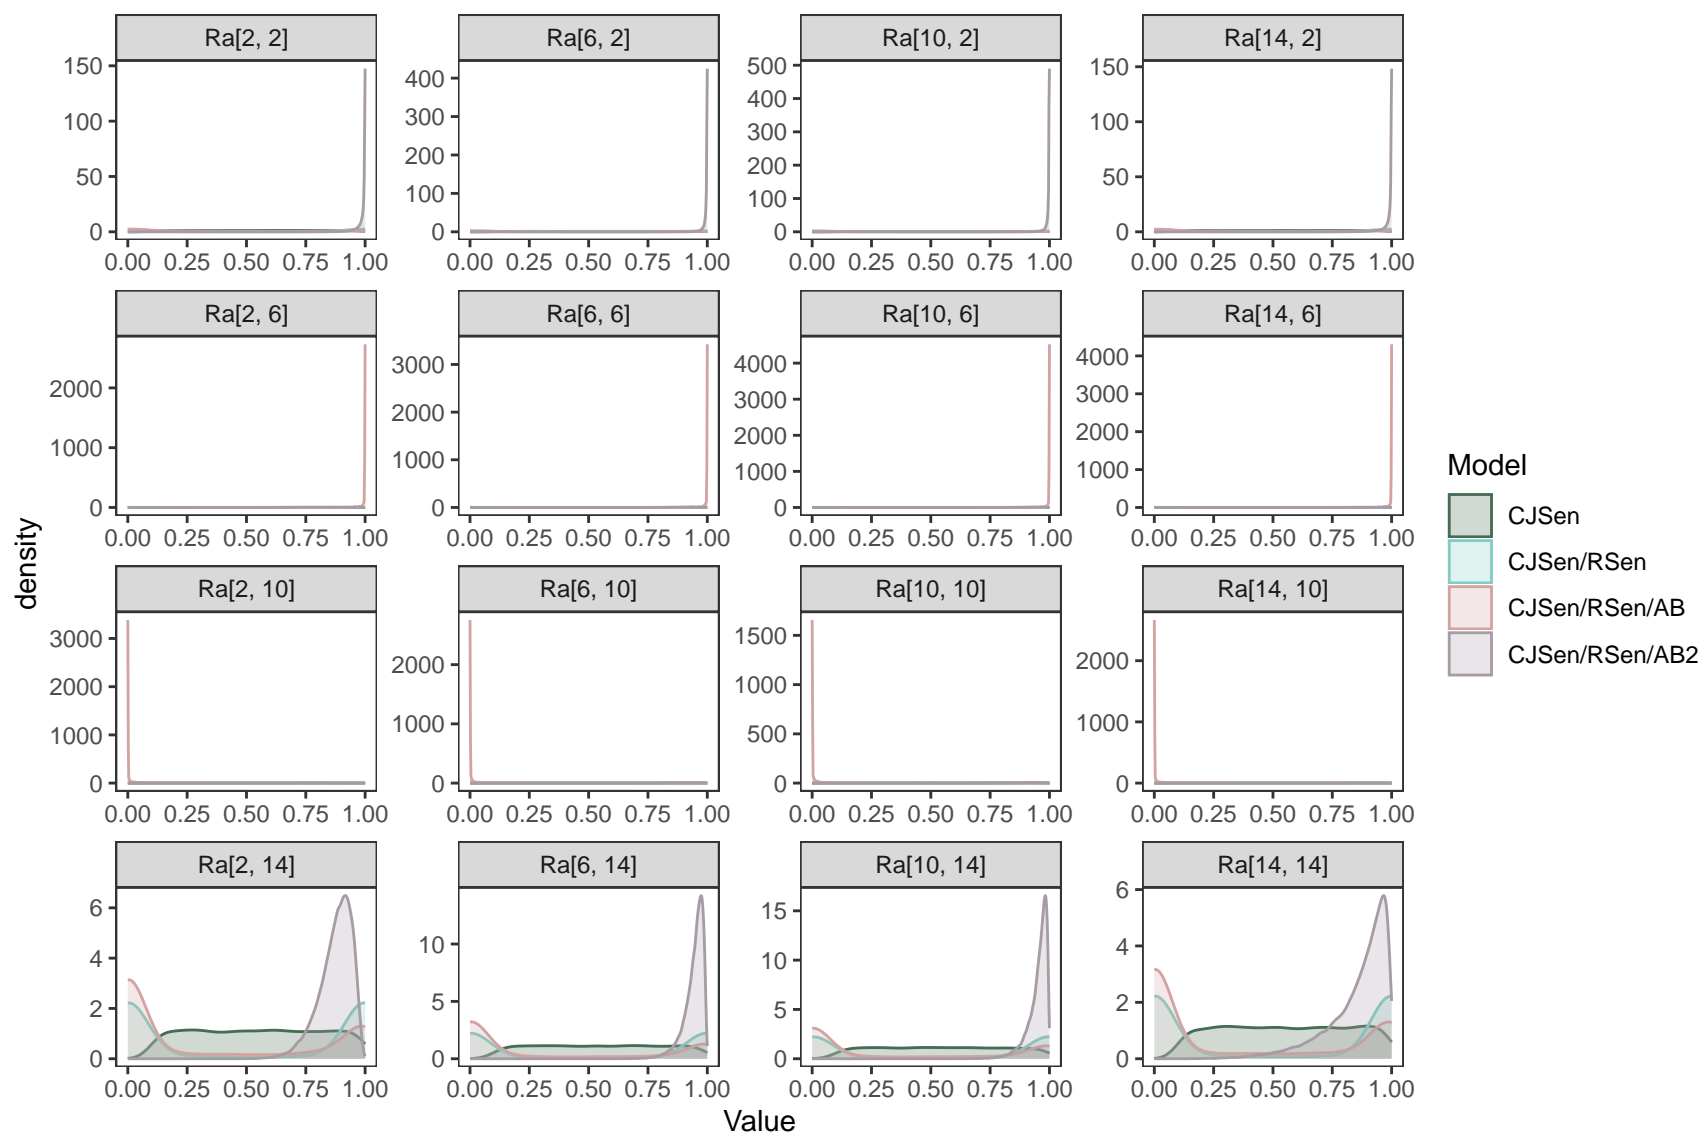 Ra[2, 2] Ra[6, 2] Ra[10, 2] Ra[14, 2]
150 400 500 150
100 300 400 100
50 200 300 50
0 100 200 0
0 100
0
0.00 0.25 0.50 0.75 1.00 0.00 0.25 0.50 0.75 1.00 0.00 0.25 0.50 0.75 1.00 0.00 0.25 0.50 0.75 1.00
Ra[2, 6] Ra[6, 6] Ra[10, 6] Ra[14, 6]
2000 3000 4000 4000
1000 2000 3000 3000
0 1000 2000 2000
0 1000 1000
0 0
0.00 0.25 0.50 0.75 1.00 0.00 0.25 0.50 0.75 1.00 0.00 0.25 0.50 0.75 1.00 0.00 0.25 0.50 0.75 1.00
Ra[2, 10] Ra[6, 10] Ra[10, 10] Ra[14, 10]
3000 2000 1500 2000
2000 1000 1000 1000
1000 0 500 0
0 0
0.00 0.25 0.50 0.75 1.00 0.00 0.25 0.50 0.75 1.00 0.00 0.25 0.50 0.75 1.00 0.00 0.25 0.50 0.75 1.00
Ra[2, 14] Ra[6, 14] Ra[10, 14] Ra[14, 14]
6 10 15 6
4 5 10 4
2 0 5 2
0 0 0
0.00 0.25 0.50 0.75 1.00 0.00 0.25 0.50 0.75 1.00 0.00 0.25 0.50 0.75 1.00 0.00 0.25 0.50 0.75 1.00
density
Value
Model
CJSen
CJSen/RSen
CJSen/RSen/AB
CJSen/RSen/AB2